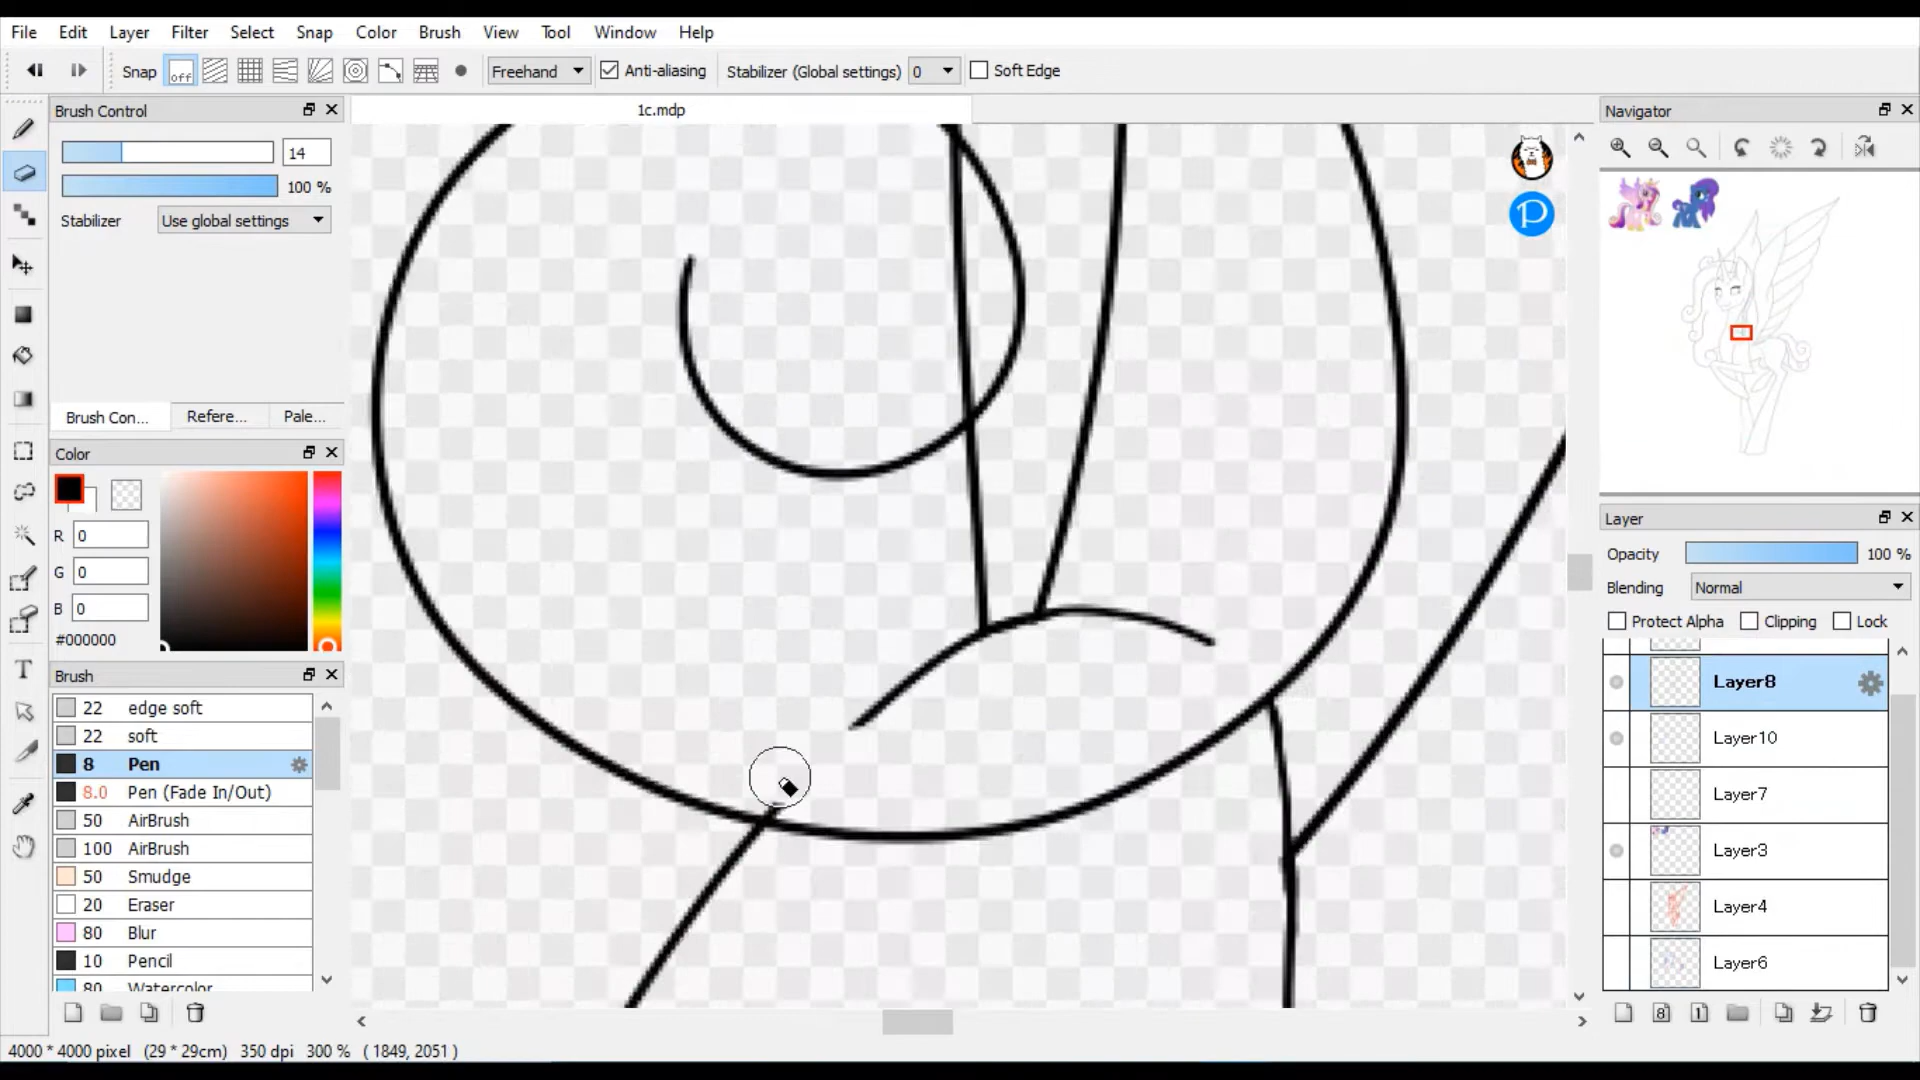 File Edit Layer Filter Select Snap Color Brush View Tool Window Help
Snap off Freehand Anti-aliasing Stabilizer (Global settings) 0 Soft Edge
Brush Control
1c.mdp
Navigator
14
100 %
Stabilizer Use global settings
P
Brush Con... Refere... Pale...
Color
R 0
G 0
B 0
#000000
Layer
Opacity 100 %
Blending Normal
Protect Alpha Clipping Lock
Layer8
Layer10
Layer7
Layer3
Layer4
Layer6
Brush
22 edge soft
22 soft
8 Pen
8.0 Pen (Fade In/Out)
50 AirBrush
100 AirBrush
50 Smudge
20 Eraser
80 Blur
10 Pencil
80 Watercolor
T
8 1
4000 * 4000 pixel (29 * 29cm) 350 dpi 300 % ( 1849, 2051 )